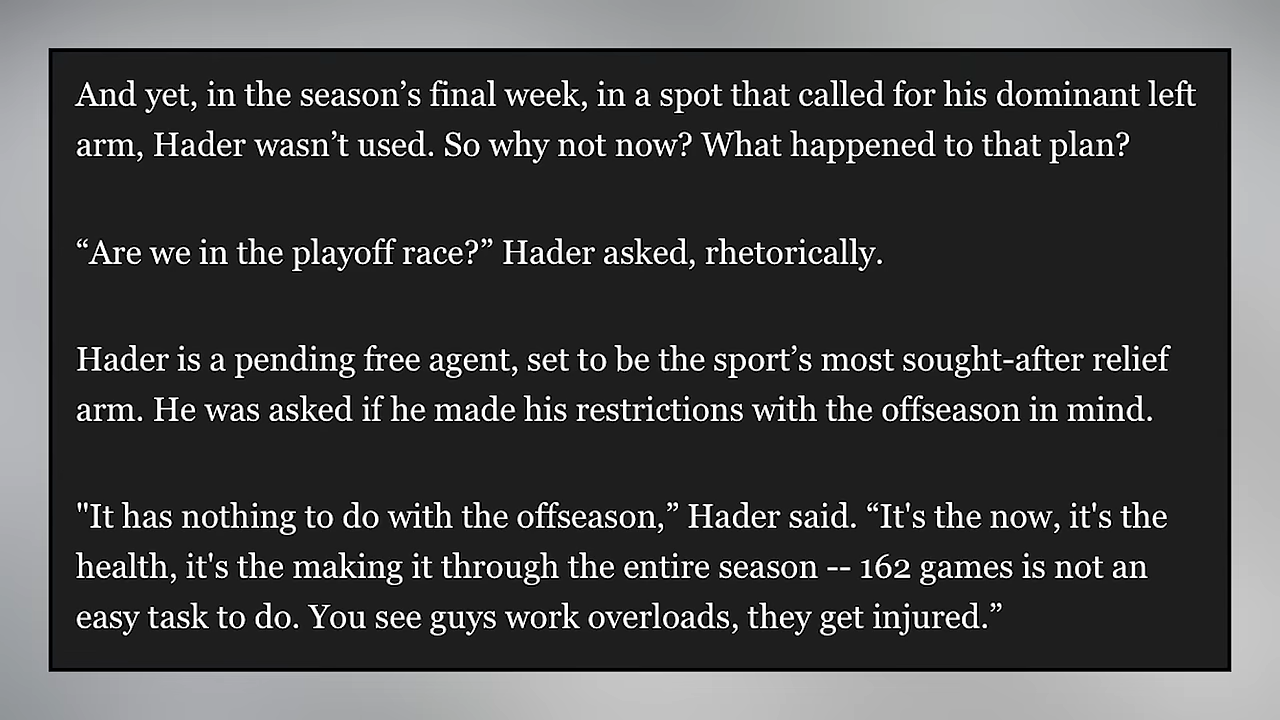 And yet, in the season’s final week, in a spot that called for his dominant left
arm, Hader wasn’t used. So why not now? What happened to that plan?
“Are we in the playoff race?” Hader asked, rhetorically.
Hader is a pending free agent, set to be the sport’s most sought-after relief
arm. He was asked if he made his restrictions with the offseason in mind.
"It has nothing to do with the offseason,” Hader said. “It's the now, it's the
health, it's the making it through the entire season -- 162 games is not an
easy task to do. You see guys work overloads, they get injured.”